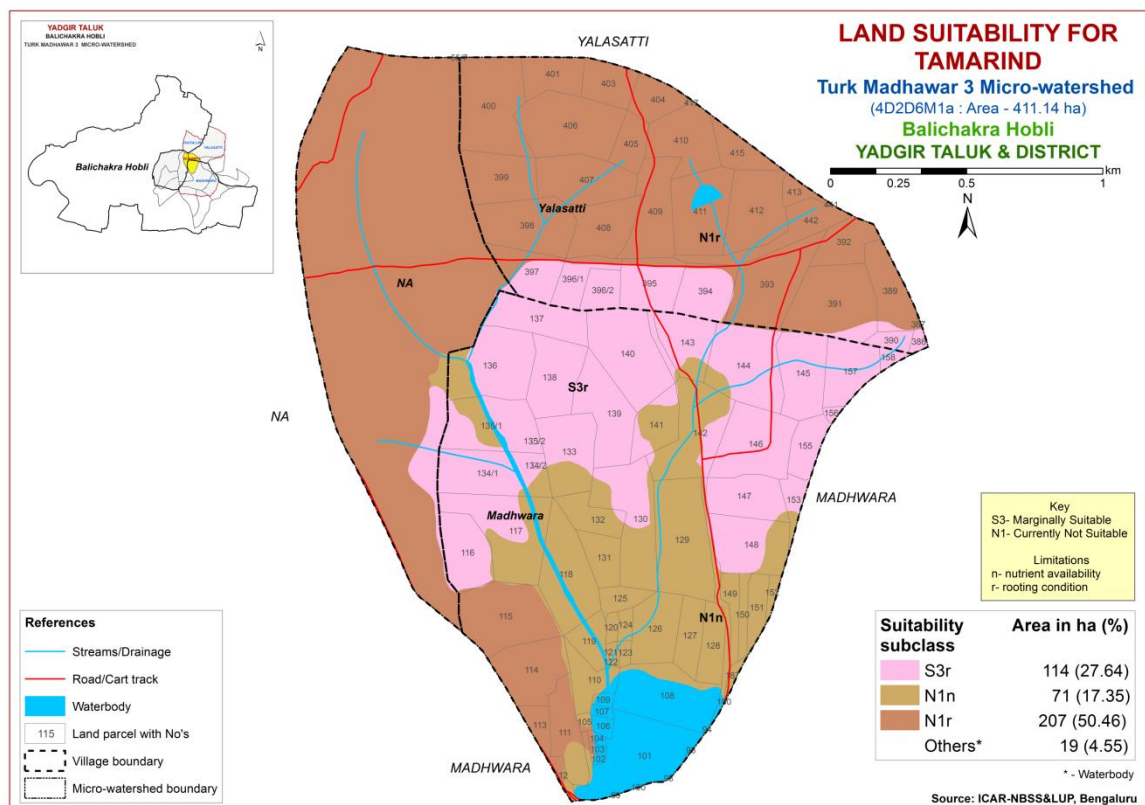 YADGIR TALUK
BALICHAKRA HOBLI
TURK MADHAWAR 3 MICRO-WATERSHED
N
Balichakra Hobli
YALASATTI
LAND SUITABILITY FOR
TAMARIND
Turk Madhawar 3 Micro-watershed
(4D2D6M1a : Area - 411.14 ha)
Balichakra Hobli
YADGIR TALUK & DISTRICT
km
0 0.25 0.5 1
N
401 403
400 404
406 410
405 415
399 407 413
Yalasatti 409 411 412 441
398 408 N1r 442
392
397 396/1 395 393
NA 396/2 394 391 389
137 387
143 390 386
136 140 144 158
138 S3r 145 157
139
NA 135/1 141 142 156
135/2 146 155
133
134/1 134/2
147 153
MADHWARA
Madhwara
117 132 130
129 148
116 131
118
149
125 150 151
115 120 124 126 N1n
119 121 123 127 128
114 122
110 108
109
107
113 105 106
111 104
103 101
102
MADHWARA
References
Streams/Drainage
Road/Cart track
Waterbody
115 Land parcel with No's
Village boundary
Micro-watershed boundary
Key
S3- Marginally Suitable
N1- Currently Not Suitable
Limitations
n- nutrient availability
r- rooting condition
Suitability subclass Area in ha (%)
S3r 114 (27.64)
N1n 71 (17.35)
N1r 207 (50.46)
Others* 19 (4.55)
* - Waterbody
Source: ICAR-NBSS&LUP, Bengaluru